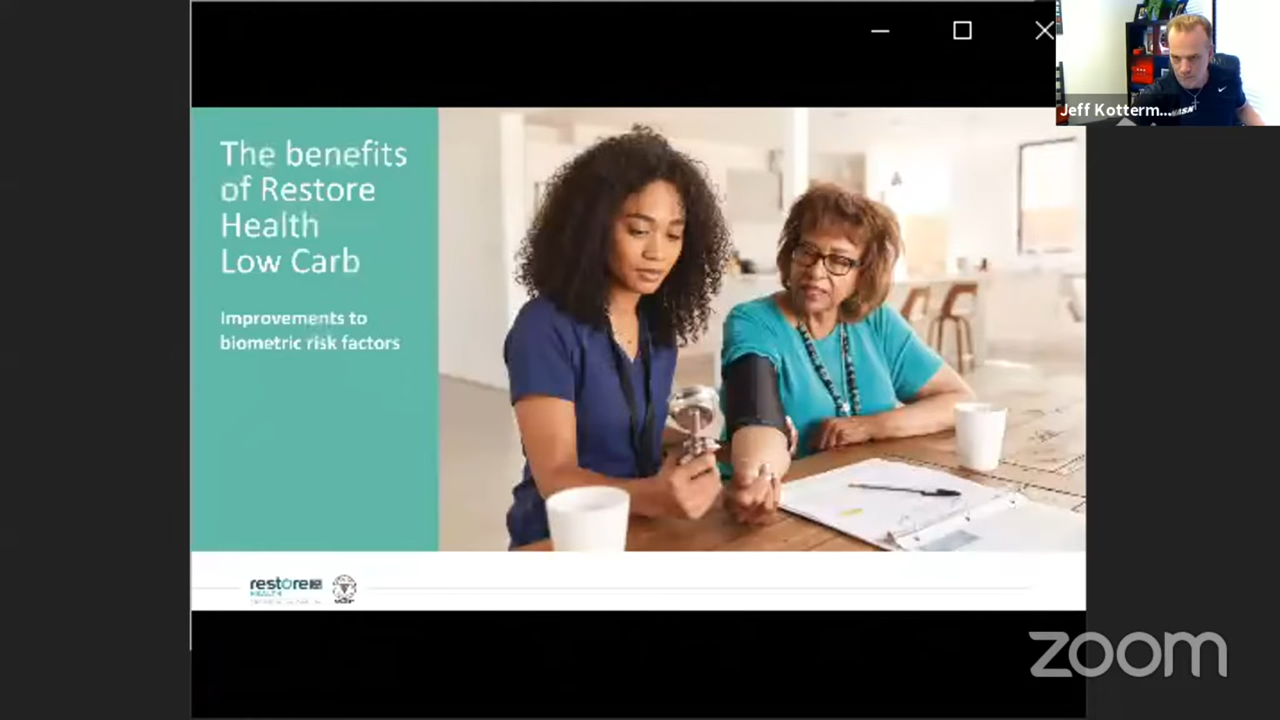 Jeff Kotterm...
The benefits
of Restore
Health
Low Carb
Improvements to
biometric risk factors
restore
HEALTH
zoom